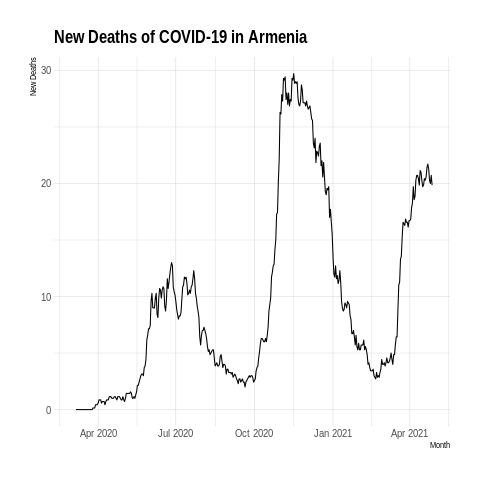 New Deaths of COVID-19 in Armenia
New Deaths
30
20
10
0
Apr 2020 Jul 2020 Oct 2020 Jan 2021 Apr 2021
Month